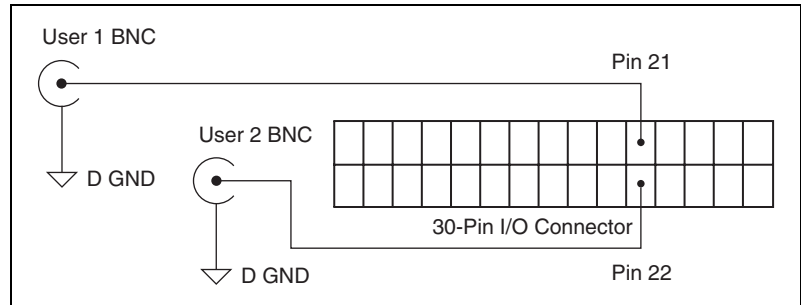 User 1 BNC
Pin 21
User 2 BNC
D GND
30-Pin I/O Connector
D GND
Pin 22